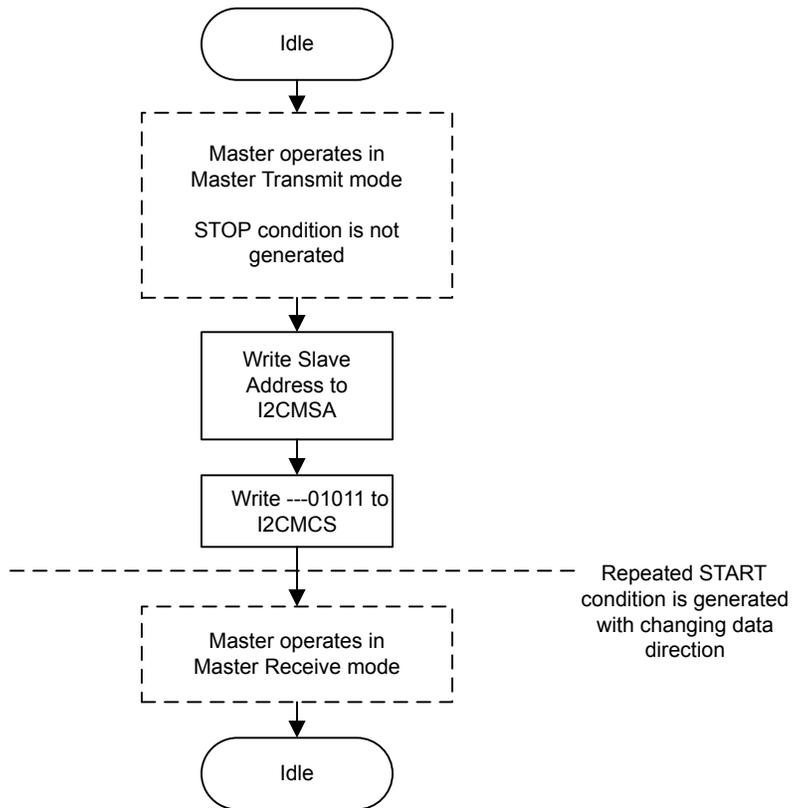 Idle
Master operates in
Master Transmit mode
STOP condition is not
generated
Write Slave
Address to
I2CMSA
Write ---01011 to
I2CMCS
Repeated START
condition is generated
with changing data
direction
Master operates in
Master Receive mode
Idle